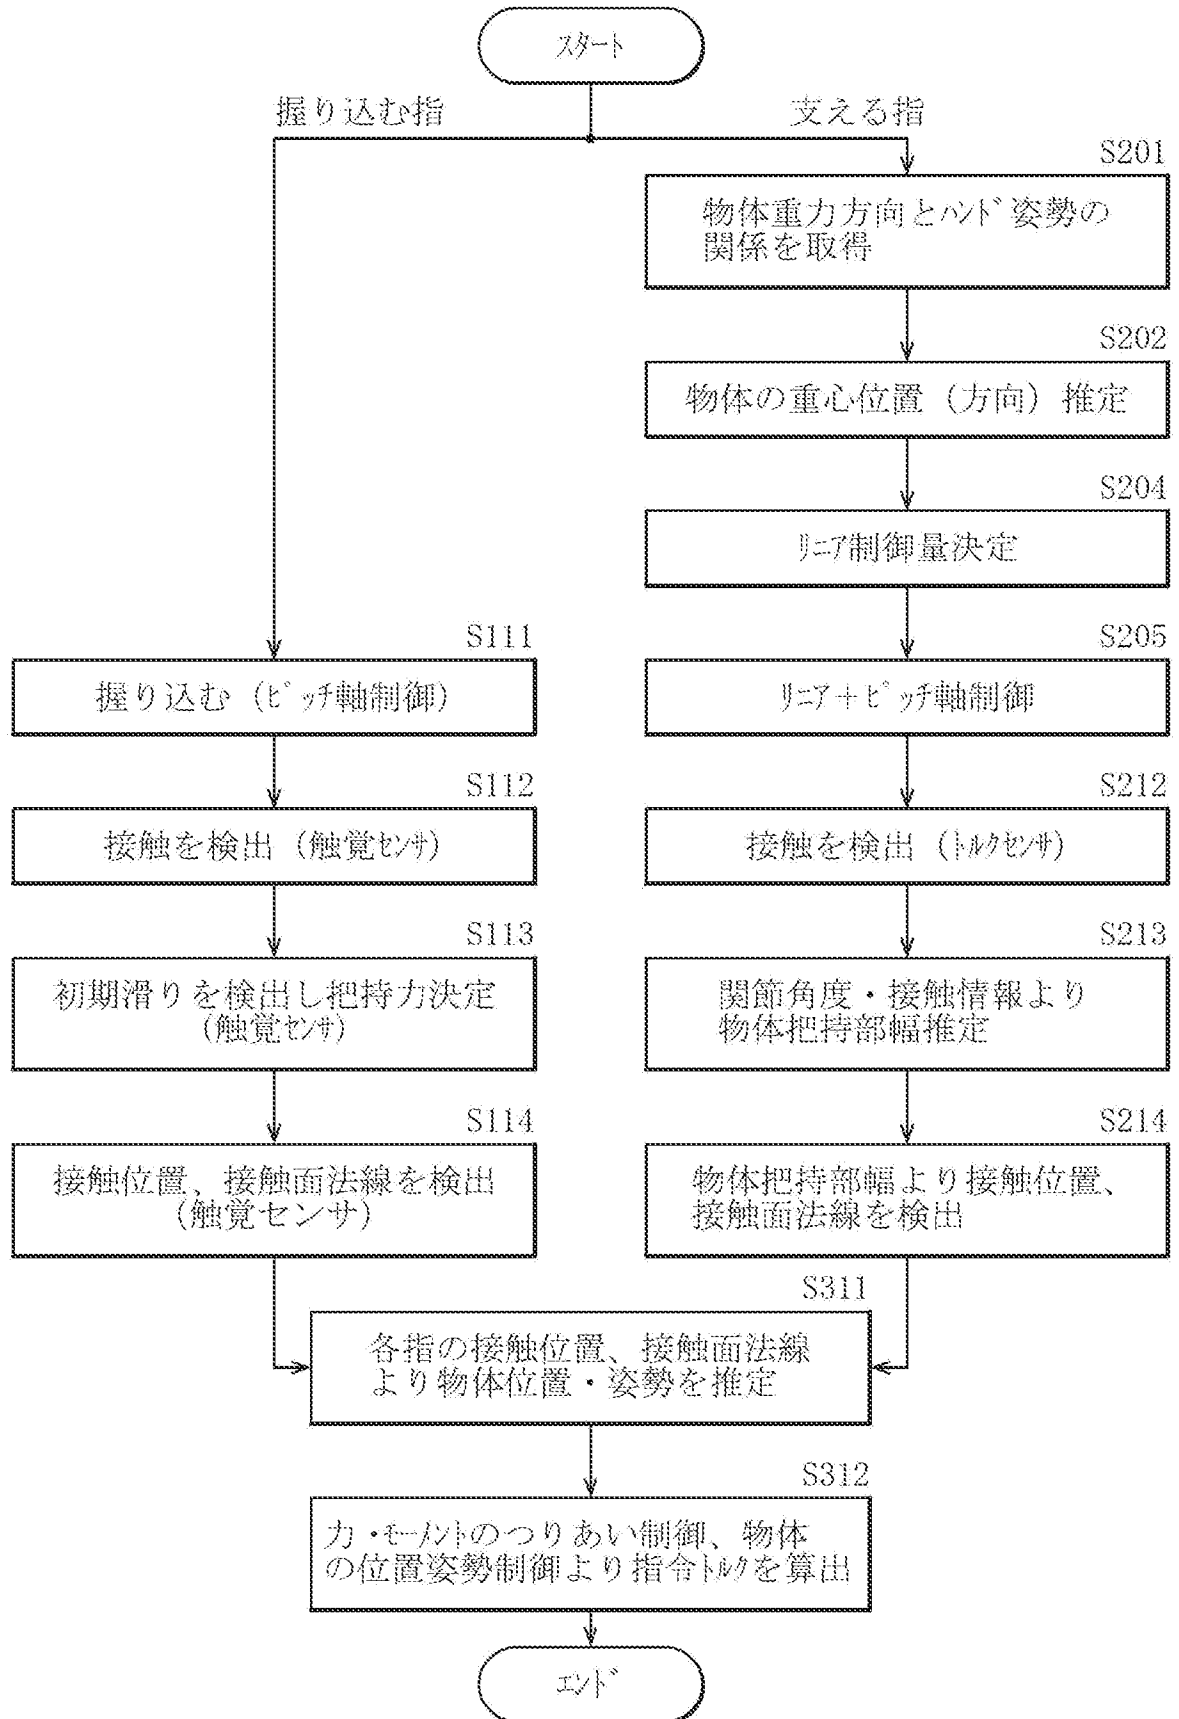 スタート
握り込む指
支える指
S201
物体重力方向とﾊﾝﾄﾞ姿勢の
関係を取得
S202
物体の重心位置（方向）推定
S204
ﾘﾆｱ制御量決定
S111
握り込む（ﾋﾟｯﾁ軸制御）
S205
ﾘﾆｱ＋ﾋﾟｯﾁ軸制御
S112
接触を検出（触覚ｾﾝｻ）
S212
接触を検出（ﾄﾙｸｾﾝｻ）
S113
初期滑りを検出し把持力決定
（触覚ｾﾝｻ）
S213
関節角度・接触情報より
物体把持部幅推定
S114
接触位置、接触面法線を検出
（触覚センサ）
S214
物体把持部幅より接触位置、
接触面法線を検出
S311
各指の接触位置、接触面法線
より物体位置・姿勢を推定
S312
力・ﾓｰﾒﾝﾄのつりあい制御、物体
の位置姿勢制御より指令ﾄﾙｸを算出
エンド